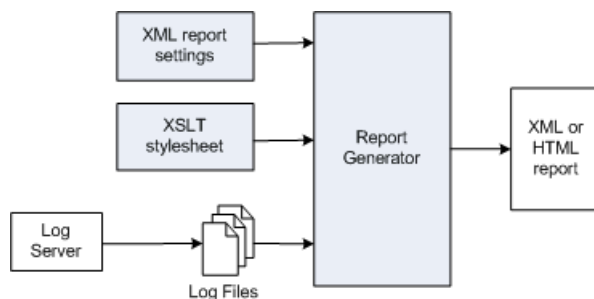 XML report
settings
XSLT
stylesheet
Report
Generator
XML or
HTML
report
Log
Server
Log Files